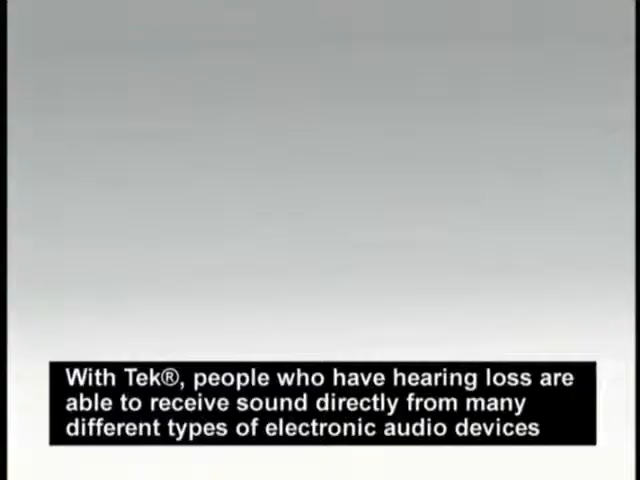 With Tek®, people who have hearing loss are
able to receive sound directly from many
different types of electronic audio devices